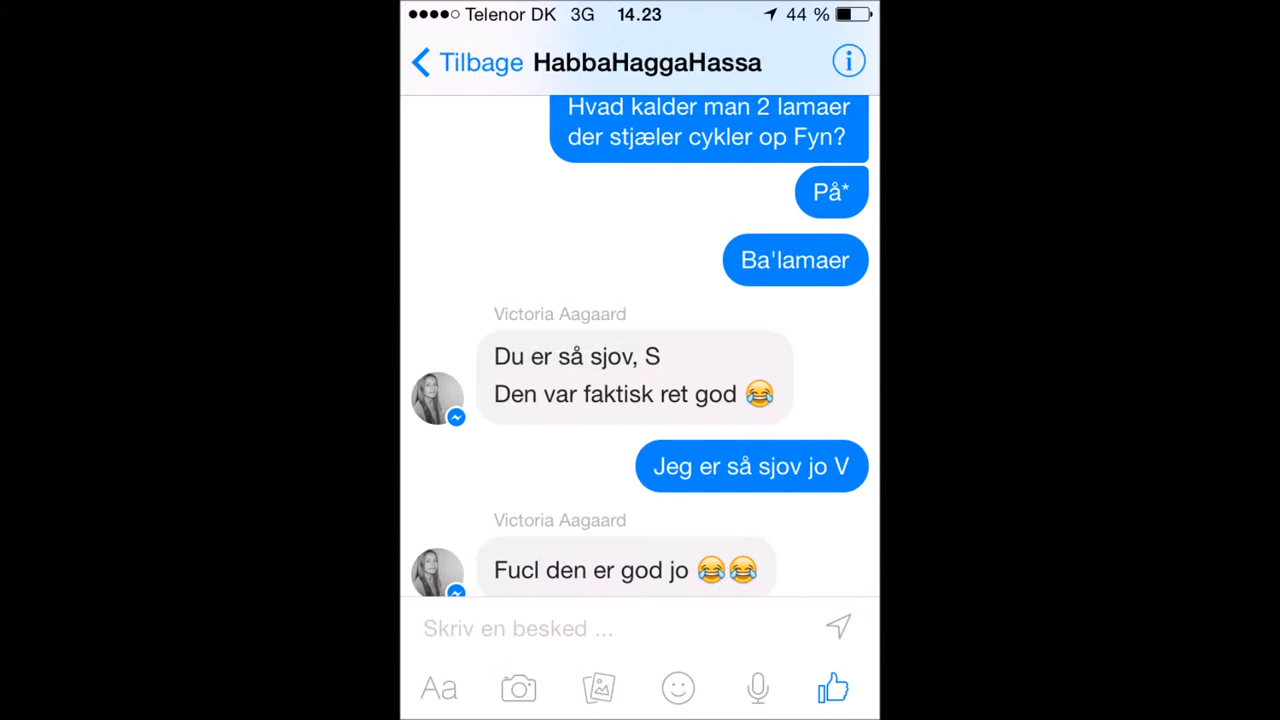 Telenor DK 3G 14.23 44 %
Tilbage HabbaHaggaHassa
Hvad kalder man 2 lamaer
der stjæler cykler op Fyn?
På*
Ba'lamaer
Victoria Aagaard
Du er så sjov, S
Den var faktisk ret god 😂
Jeg er så sjov jo V
Victoria Aagaard
Fucl den er god jo 😂😂
Skriv en besked ...
Aa